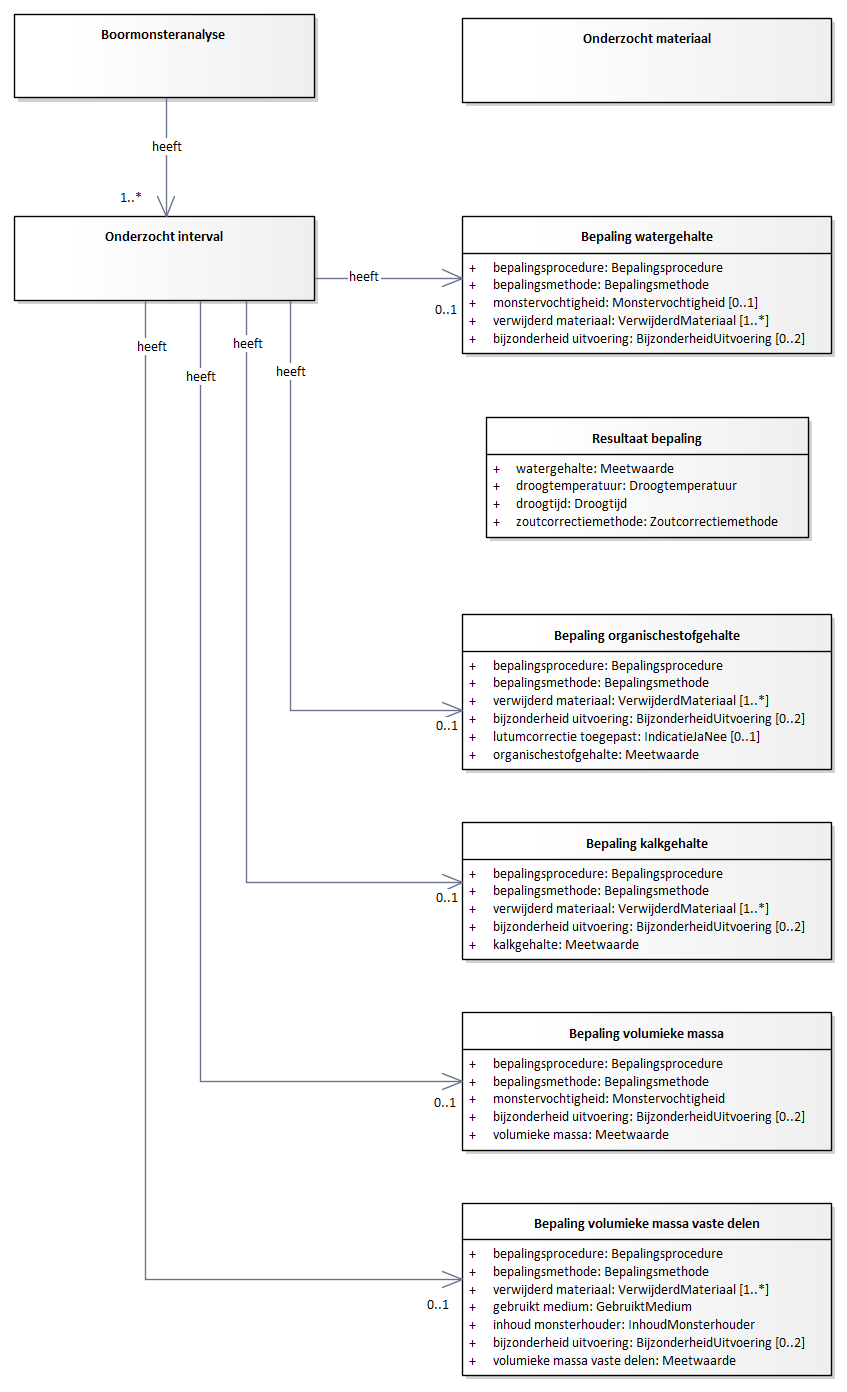 Boormonsteranalyse
Onderzocht materiaal
heeft
1..*
Onderzocht interval
heeft
0..1
Bepaling watergehalte
+ bepalingsprocedure: Bepalingsprocedure
+ bepalingsmethode: Bepalingsmethode
+ monstervochtigheid: Monstervochtigheid [0..1]
+ verwijderd materiaal: VerwijderdMateriaal [1..*]
+ bijzonderheid uitvoering: BijzonderheidUitvoering [0..2]
heeft
heeft
heeft
heeft
Resultaat bepaling
+ watergehalte: Meetwaarde
+ droogtemperatuur: Droogtemperatuur
+ droogtijd: Droogtijd
+ zoutcorrectiemethode: Zoutcorrectiemethode
Bepaling organischestofgehalte
+ bepalingsprocedure: Bepalingsprocedure
+ bepalingsmethode: Bepalingsmethode
+ verwijderd materiaal: VerwijderdMateriaal [1..*]
+ bijzonderheid uitvoering: BijzonderheidUitvoering [0..2]
+ lutumcorrectie toegepast: IndicatieJaNee [0..1]
+ organischestofgehalte: Meetwaarde
0..1
Bepaling kalkgehalte
+ bepalingsprocedure: Bepalingsprocedure
+ bepalingsmethode: Bepalingsmethode
+ verwijderd materiaal: VerwijderdMateriaal [1..*]
+ bijzonderheid uitvoering: BijzonderheidUitvoering [0..2]
+ kalkgehalte: Meetwaarde
0..1
Bepaling volumieke massa
+ bepalingsprocedure: Bepalingsprocedure
+ bepalingsmethode: Bepalingsmethode
+ monstervochtigheid: Monstervochtigheid
+ bijzonderheid uitvoering: BijzonderheidUitvoering [0..2]
+ volumieke massa: Meetwaarde
0..1
Bepaling volumieke massa vaste delen
+ bepalingsprocedure: Bepalingsprocedure
+ bepalingsmethode: Bepalingsmethode
+ verwijderd materiaal: VerwijderdMateriaal [1..*]
+ gebruikt medium: GebruiktMedium
+ inhoud monsterhouder: InhoudMonsterhouder
+ bijzonderheid uitvoering: BijzonderheidUitvoering [0..2]
+ volumieke massa vaste delen: Meetwaarde
0..1